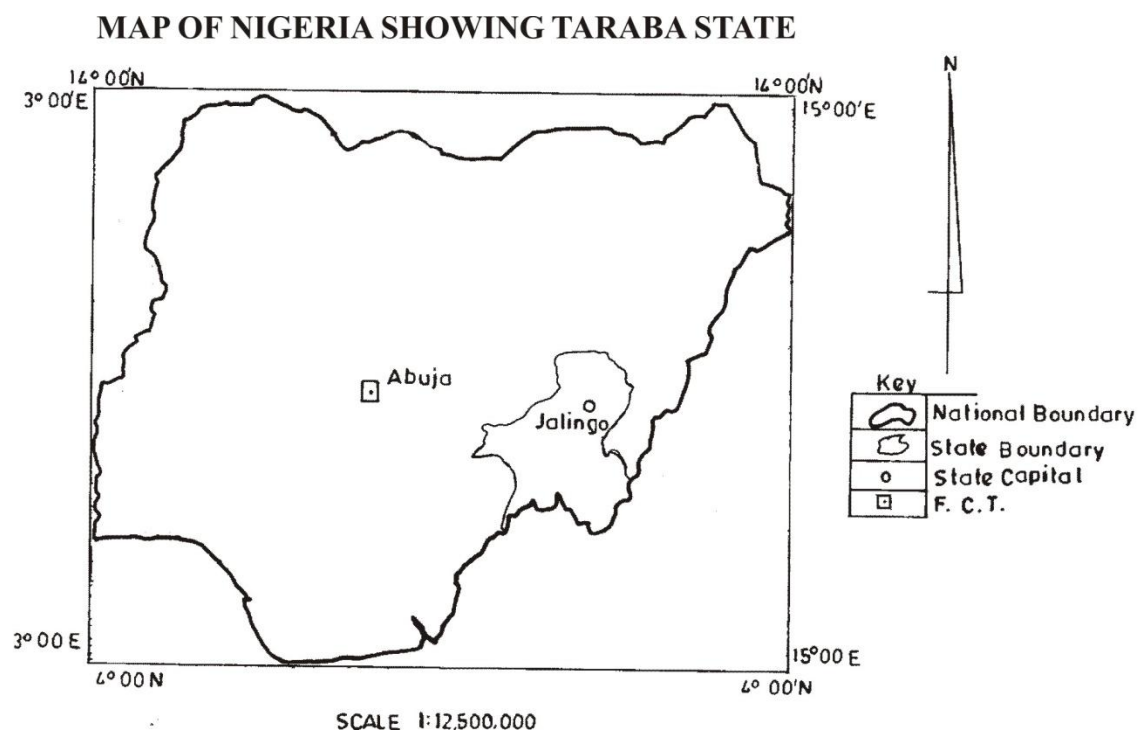 MAP OF NIGERIA SHOWING TARABA STATE
14°00'N
14°00'N
3°00'E
15°00'E
N
Abuja
Jalingo
Key
National Boundary
State Boundary
State Capital
F. C. T.
3°00 E
15°00 E
4°00 N
4°00'N
SCALE 1:12,500,000